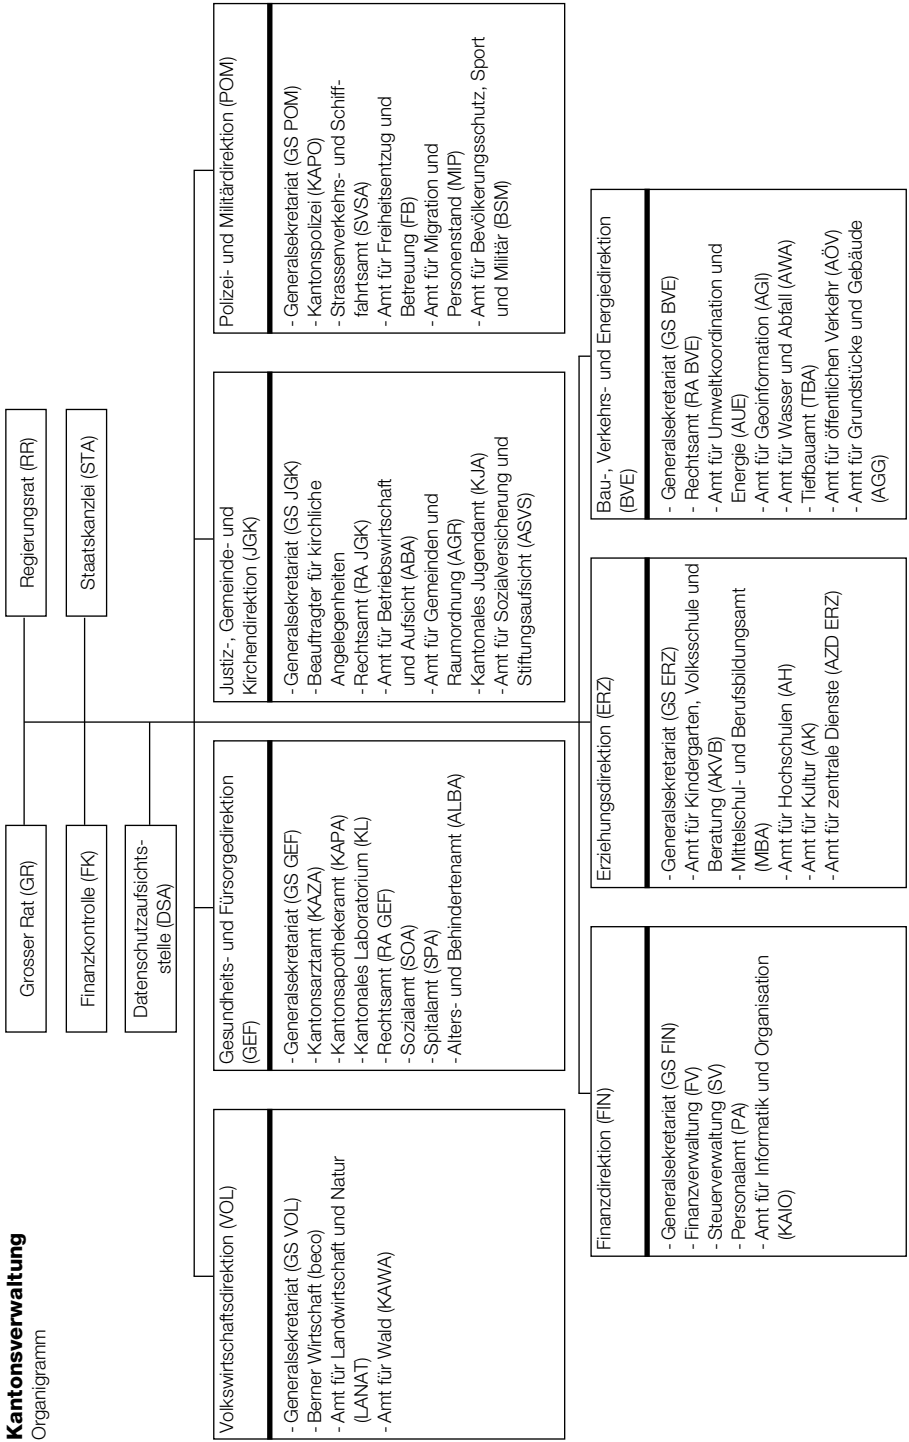 Kantonsverwaltung
Organigramm
Grosser Rat (GR)
Regierungsrat (RR)
Finanzkontrolle (FK)
Staatskanzlei (STA)
Datenschutzaufsichts-
stelle (DSA)
Volkswirtschaftsdirektion (VOL)
- Generalsekretariat (GS VOL)
- Berner Wirtschaft (beco)
- Amt für Landwirtschaft und Natur
(LANAT)
- Amt für Wald (KAWA)
Gesundheits- und Fürsorgedirektion
(GEF)
- Generalsekretariat (GS GEF)
- Kantonsarztamt (KAZA)
- Kantonsapothekeramt (KAPA)
- Kantonales Laboratorium (KL)
- Rechtsamt (RA GEF)
- Sozialamt (SOA)
- Spitalamt (SPA)
- Alters- und Behindertenamt (ALBA)
Justiz-, Gemeinde- und
Kirchendirektion (JGK)
- Generalsekretariat (GS JGK)
- Beauftragter für kirchliche
Angelegenheiten
- Rechtsamt (RA JGK)
- Amt für Betriebswirtschaft
und Aufsicht (ABA)
- Amt für Gemeinden und
Raumordnung (AGR)
- Kantonales Jugendamt (KJA)
- Amt für Sozialversicherung und
Stiftungsaufsicht (ASVS)
Polizei- und Militärdirektion (POM)
- Generalsekretariat (GS POM)
- Kantonspolizei (KAPO)
- Strassenverkehrs- und Schiff-
fahrtsamt (SVSA)
- Amt für Freiheitsentzug und
Betreuung (FB)
- Amt für Migration und
Personenstand (MIP)
- Amt für Bevölkerungsschutz, Sport
und Militär (BSM)
Finanzdirektion (FIN)
- Generalsekretariat (GS FIN)
- Finanzverwaltung (FV)
- Steuerverwaltung (SV)
- Personalamt (PA)
- Amt für Informatik und Organisation
(KAIO)
Erziehungsdirektion (ERZ)
- Generalsekretariat (GS ERZ)
- Amt für Kindergarten, Volksschule und
Beratung (AKVB)
- Mittelschul- und Berufsbildungsamt
(MBA)
- Amt für Hochschulen (AH)
- Amt für Kultur (AK)
- Amt für zentrale Dienste (AZD ERZ)
Bau-, Verkehrs- und Energiedirektion
(BVE)
- Generalsekretariat (GS BVE)
- Rechtsamt (RA BVE)
- Amt für Umweltkoordination und
Energie (AUE)
- Amt für Geoinformation (AGI)
- Amt für Wasser und Abfall (AWA)
- Tiefbauamt (TBA)
- Amt für öffentlichen Verkehr (AÖV)
- Amt für Grundstücke und Gebäude
(AGG)